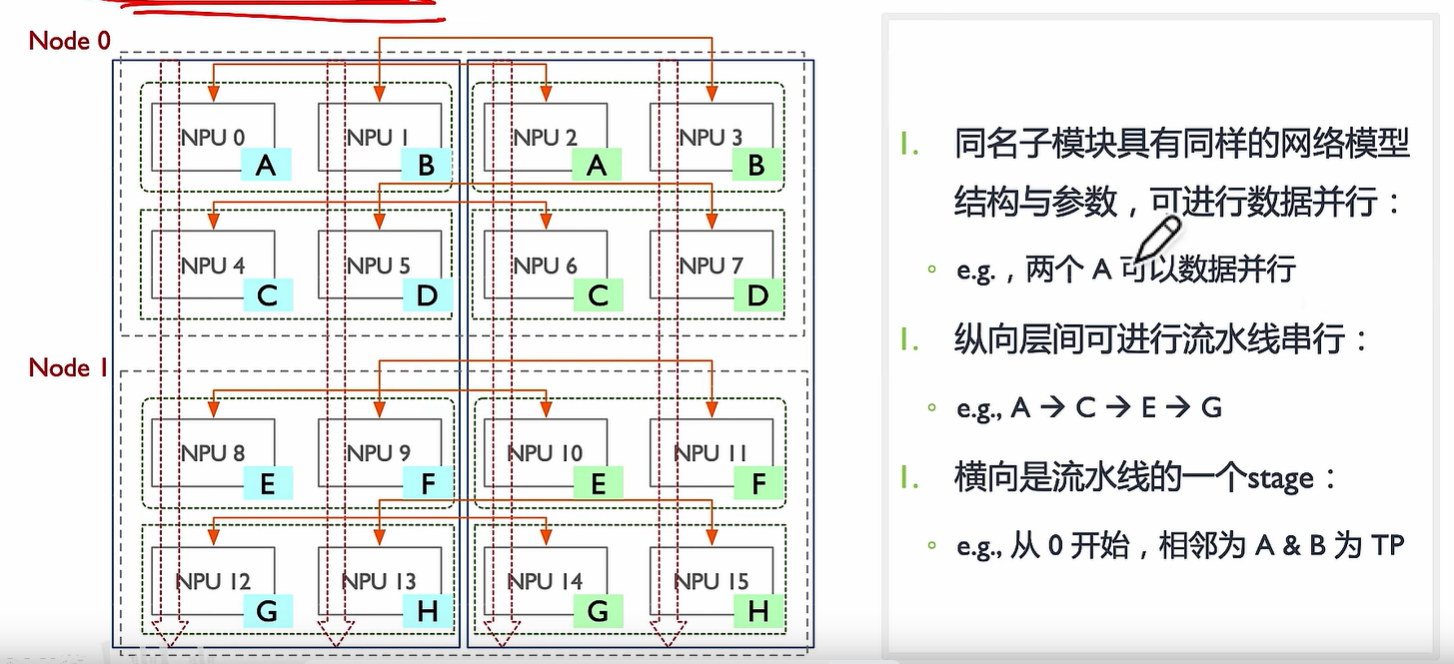 Node 0
NPU 0
NPU 1
NPU 2
NPU 3
A
B
A
B
NPU 4
NPU 5
NPU 6
NPU 7
C
D
C
D
Node 1
NPU 8
NPU 9
NPU 10
NPU 11
E
F
E
F
NPU 12
NPU 13
NPU 14
NPU 15
G
H
G
H
1. 同名子模块具有同样的网络模型
结构与参数，可进行数据并行：
e.g.，两个 A 可以数据并行
1. 纵向层间可进行流水线串行：
e.g., A → C → E → G
1. 横向是流水线的一个stage：
e.g., 从 0 开始，相邻为 A & B 为 TP